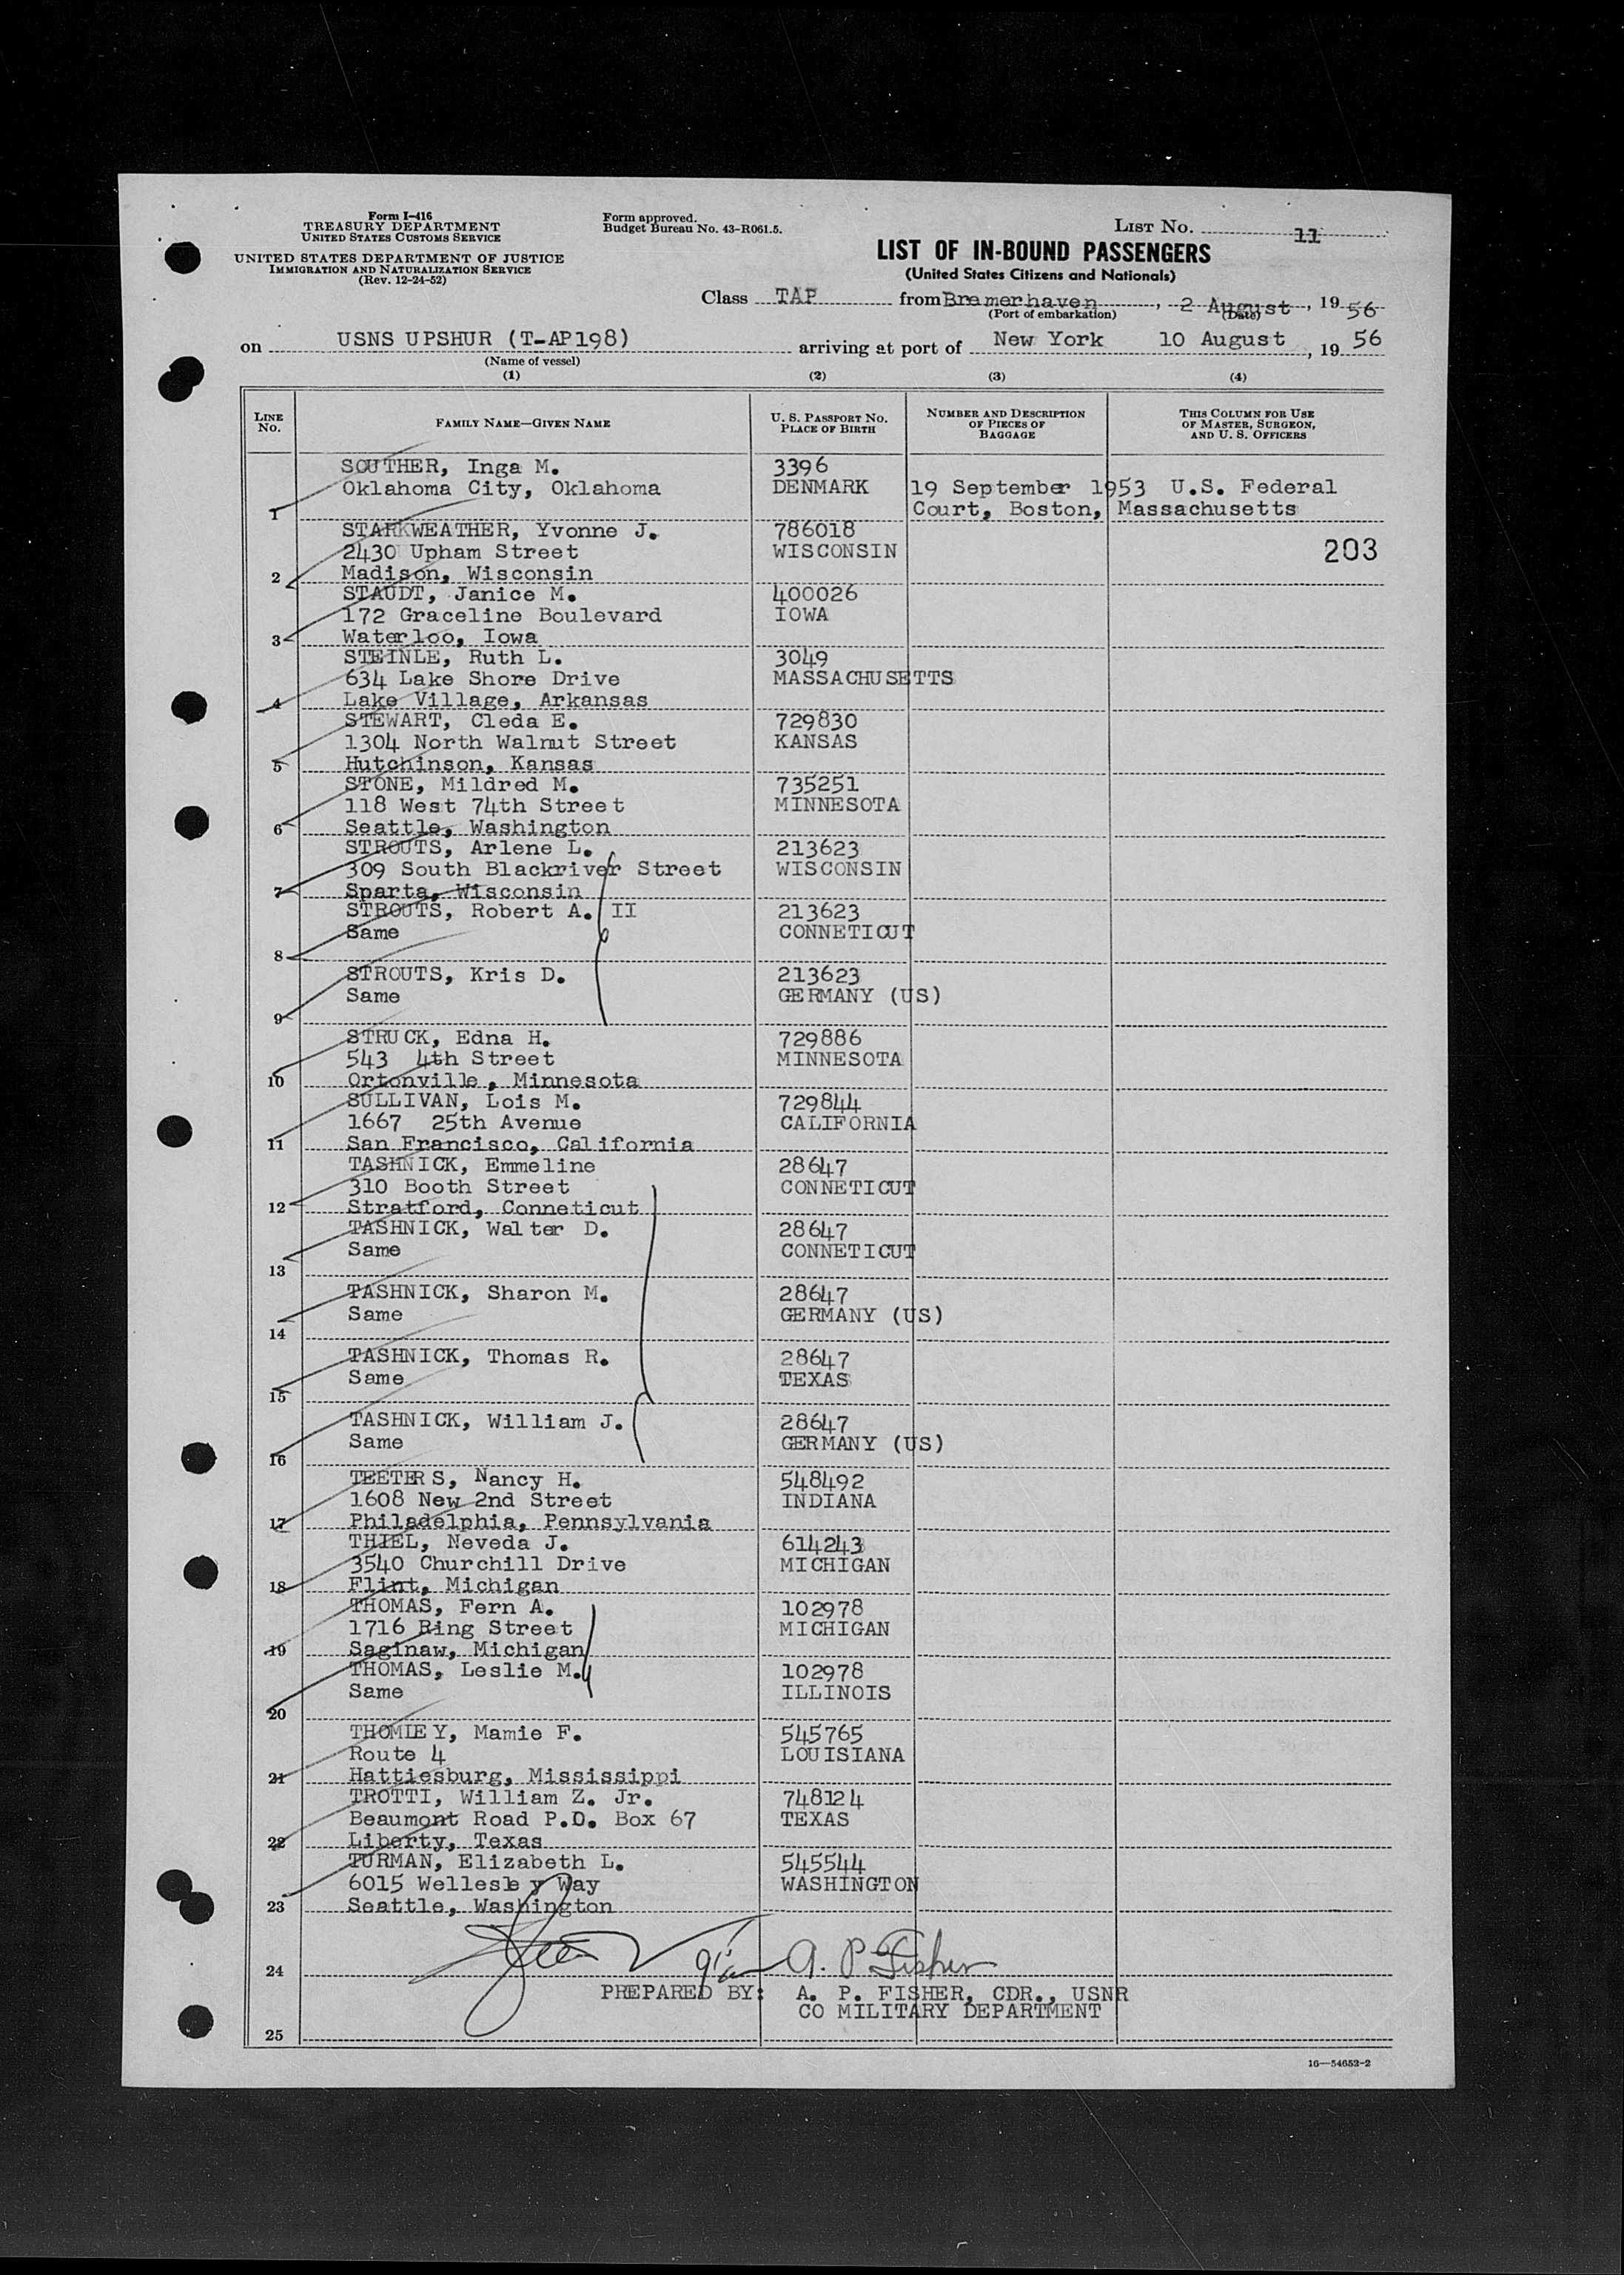 Form I-416
TREASURY DEPARTMENT
UNITED STATES CUSTOMS SERVICE
UNITED STATES DEPARTMENT OF JUSTICE
IMMIGRATION AND NATURALIZATION SERVICE
(Rev. 12-24-52)
Form approved.
Budget Bureau No. 43-R061.5.
LIST NO. 11
LIST OF IN-BOUND PASSENGERS
(United States Citizens and Nationals)
Class TAP from Bremerhaven, 2 August, 19 56
(Port of embarkation) (Date)
on USNS UPSHUR (T-AP198) arriving at port of New York 10 August, 19 56
(Name of vessel)
(1) (2) (3) (4)
LINE NO. FAMILY NAME—GIVEN NAME U. S. PASSPORT NO. PLACE OF BIRTH NUMBER AND DESCRIPTION OF PIECES OF BAGGAGE THIS COLUMN FOR USE OF MASTER, SURGEON, AND U. S. OFFICERS
SOUTHER, Inga M. 3396
Oklahoma City, Oklahoma DENMARK 19 September 1953 U.S. Federal
1 Court, Boston, Massachusetts
STARKWEATHER, Yvonne J. 786018
2430 Upham Street WISCONSIN 203
2 Madison, Wisconsin
STAUDT, Janice M. 400026
172 Graceline Boulevard IOWA
3 Waterloo, Iowa
STEINLE, Ruth L. 3049
634 Lake Shore Drive MASSACHUSETTS
4 Lake Village, Arkansas
STEWART, Cleda E. 729830
1304 North Walnut Street KANSAS
5 Hutchinson, Kansas
STONE, Mildred M. 735251
118 West 74th Street MINNESOTA
6 Seattle, Washington
STROUTS, Arlene L. 213623
309 South Blackriver Street WISCONSIN
7 Sparta, Wisconsin
STROUTS, Robert A. II 213623
Same CONNETICUT
8
STROUTS, Kris D. 213623
Same GERMANY (US)
9
STRUCK, Edna H. 729886
543 4th Street MINNESOTA
10 Ortonville, Minnesota
SULLIVAN, Lois M. 729844
1667 25th Avenue CALIFORNIA
11 San Francisco, California
TASHNICK, Emmeline 28647
310 Booth Street CONNETICUT
12 Stratford, Conneticut
TASHNICK, Walter D. 28647
Same CONNETICUT
13
TASHNICK, Sharon M. 28647
Same GERMANY (US)
14
TASHNICK, Thomas R. 28647
Same TEXAS
15
TASHNICK, William J. 28647
Same GERMANY (US)
16
TEETERS, Nancy H. 548492
1608 New 2nd Street INDIANA
17 Philadelphia, Pennsylvania
THIEL, Neveda J. 614243
3540 Churchill Drive MICHIGAN
18 Flint, Michigan
THOMAS, Fern A. 102978
1716 Ring Street MICHIGAN
19 Saginaw, Michigan
THOMAS, Leslie M. 102978
Same ILLINOIS
20
THOMLEY, Mamie F. 545765
Route 4 LOUISIANA
21 Hattiesburg, Mississippi
TROTTI, William Z. Jr. 748124
Beaumont Road P.O. Box 67 TEXAS
22 Liberty, Texas
TURMAN, Elizabeth L. 545544
6015 Wellesley Way WASHINGTON
23 Seattle, Washington
24 A. P. Fisher
PREPARED BY: A. P. FISHER, CDR., USNR
CO MILITARY DEPARTMENT
25
16—54652-2